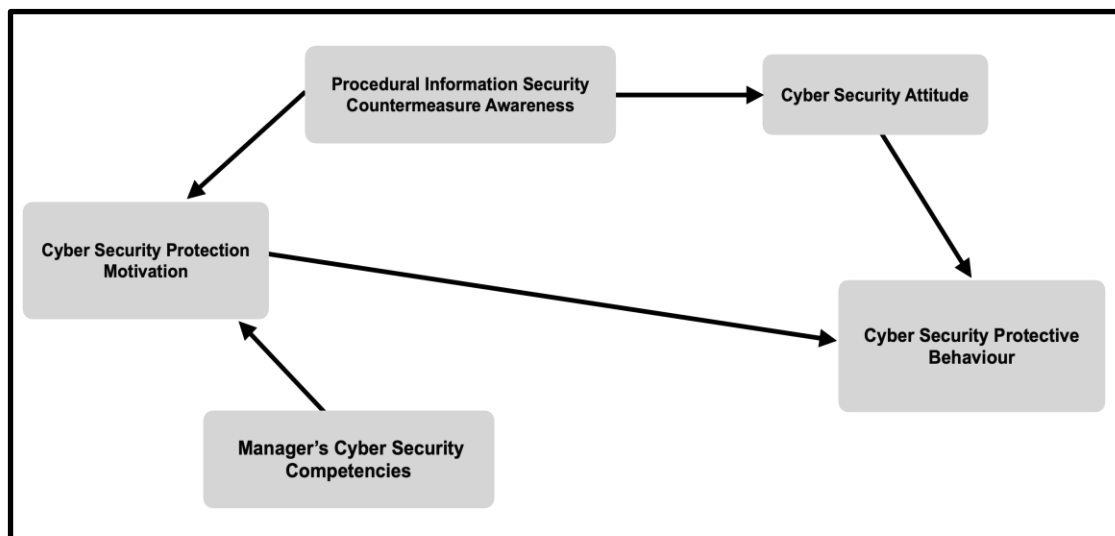 Procedural Information Security
Countermeasure Awareness
Cyber Security Attitude
Cyber Security Protection
Motivation
Cyber Security Protective
Behaviour
Manager’s Cyber Security
Competencies